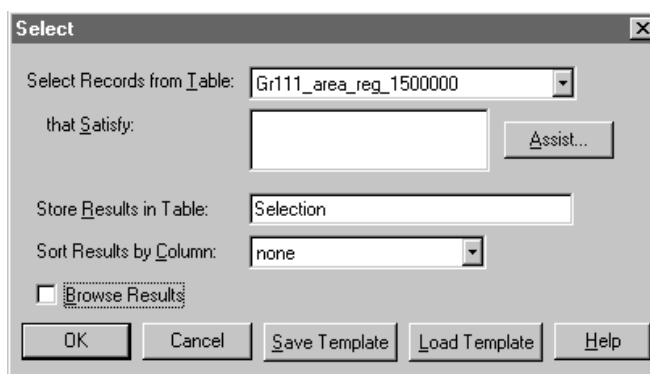 Select
Select Records from Table: Gr111_area_reg_1500000
that Satisfy:
Assist...
Store Results in Table: Selection
Sort Results by Column: none
Browse Results
OK Cancel Save Template Load Template Help